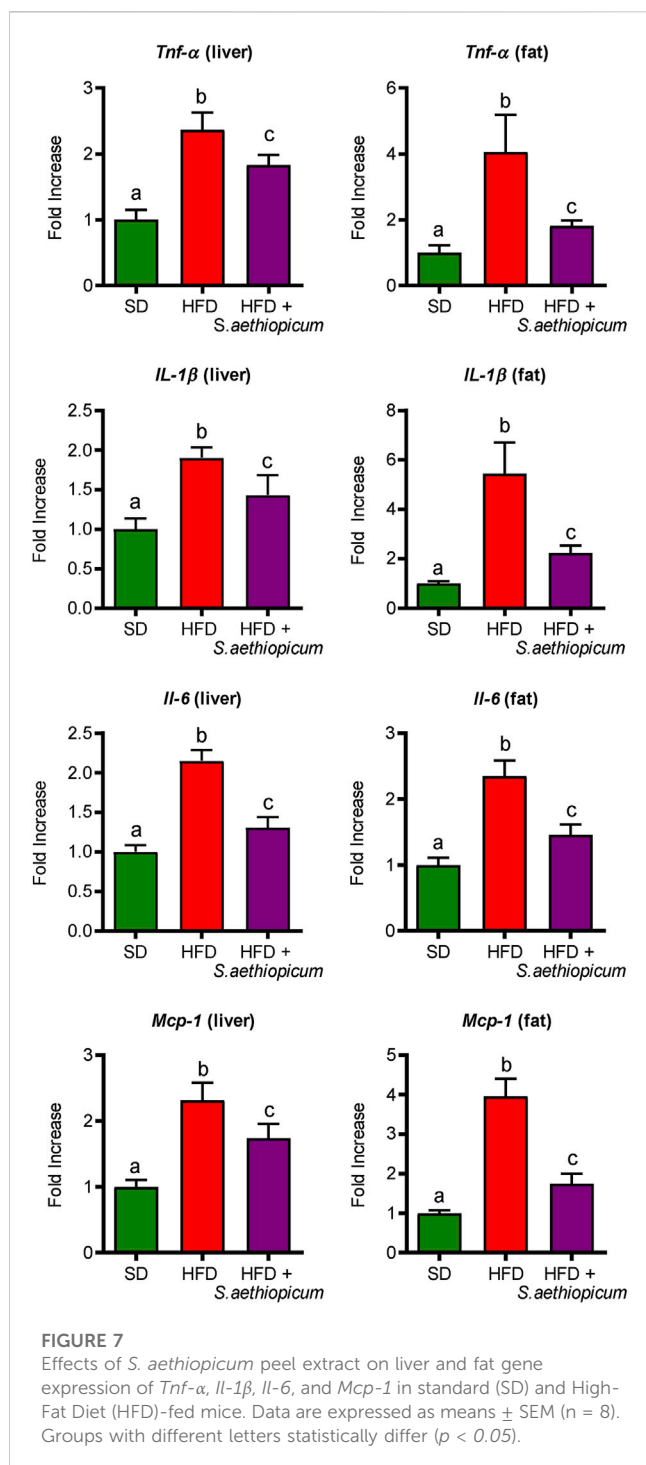 Tnf-α (liver)
Fold Increase
3
2
1
0
a
b
c
SD
HFD
HFD +
S.aethiopicum
Tnf-α (fat)
Fold Increase
6
4
2
0
a
b
c
SD
HFD
HFD +
S.aethiopicum
IL-1β (liver)
Fold Increase
2.5
2.0
1.5
1.0
0.5
0.0
a
b
c
SD
HFD
HFD +
S.aethiopicum
IL-1β (fat)
Fold Increase
8
6
4
2
0
a
b
c
SD
HFD
HFD +
S.aethiopicum
Il-6 (liver)
Fold Increase
2.5
2.0
1.5
1.0
0.5
0.0
a
b
c
SD
HFD
HFD +
S.aethiopicum
Il-6 (fat)
Fold Increase
3
2
1
0
a
b
c
SD
HFD
HFD +
S.aethiopicum
Mcp-1 (liver)
Fold Increase
3
2
1
0
a
b
c
SD
HFD
HFD +
S.aethiopicum
Mcp-1 (fat)
Fold Increase
5
4
3
2
1
0
a
b
c
SD
HFD
HFD +
S.aethiopicum
FIGURE 7
Effects of S. aethiopicum peel extract on liver and fat gene
expression of Tnf-α, Il-1β, Il-6, and Mcp-1 in standard (SD) and High-
Fat Diet (HFD)-fed mice. Data are expressed as means ± SEM (n = 8).
Groups with different letters statistically differ (p < 0.05).